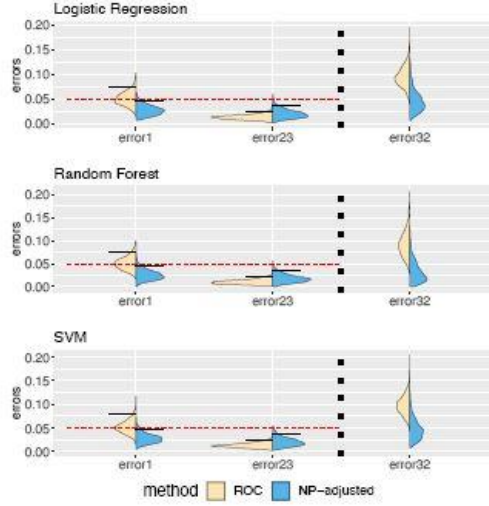 Logistic Regression
0.20
0.15
0.10
0.05
0.00
errors
error1 error23 error32
Random Forest
0.20
0.15
0.10
0.05
0.00
errors
error1 error23 error32
SVM
0.20
0.15
0.10
0.05
0.00
errors
error1 error23 error32
method ROC NP-adjusted